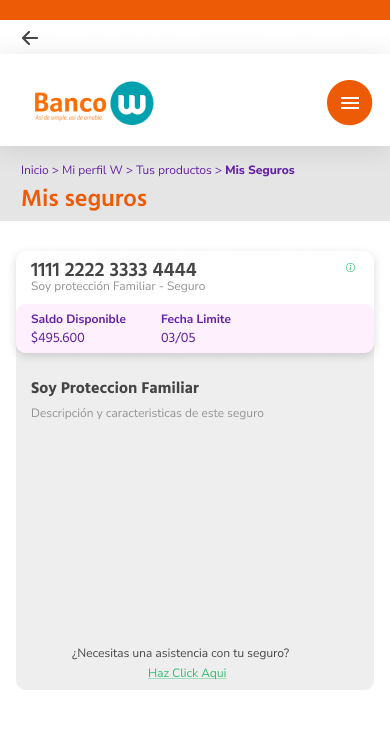 Banco W
Así de simple, así de amable
Inicio > Mi perfil W > Tus productos > Mis Seguros
Mis seguros
1111 2222 3333 4444
Soy protección Familiar - Seguro
Saldo Disponible Fecha Limite
$495.600 03/05
Soy Proteccion Familiar
Descripción y caracteristicas de este seguro
¿Necesitas una asistencia con tu seguro?
Haz Click Aqui